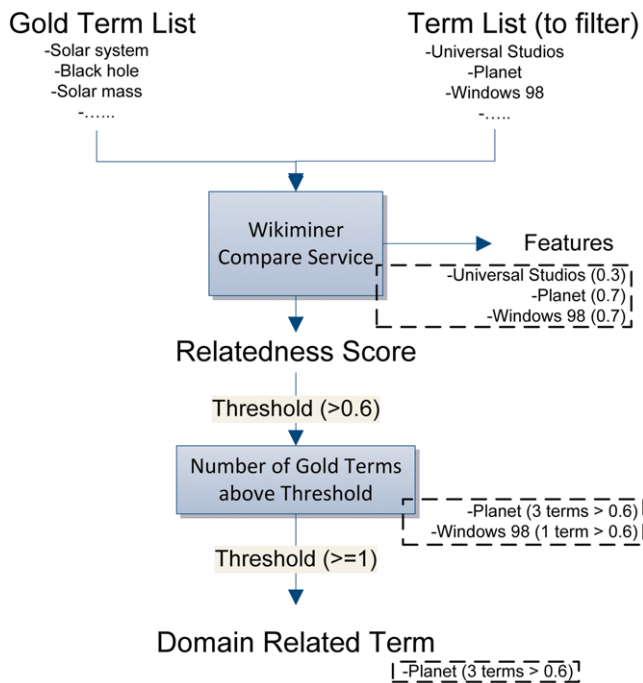 Gold Term List
-Solar system
-Black hole
-Solar mass
-......
Term List (to filter)
-Universal Studios
-Planet
-Windows 98
-.....
Wikiminer
Compare Service
Features
-Universal Studios (0.3)
-Planet (0.7)
-Windows 98 (0.7)
Relatedness Score
Threshold (>0.6)
Number of Gold Terms
above Threshold
-Planet (3 terms > 0.6)
-Windows 98 (1 term > 0.6)
Threshold (>=1)
Domain Related Term
-Planet (3 terms > 0.6)